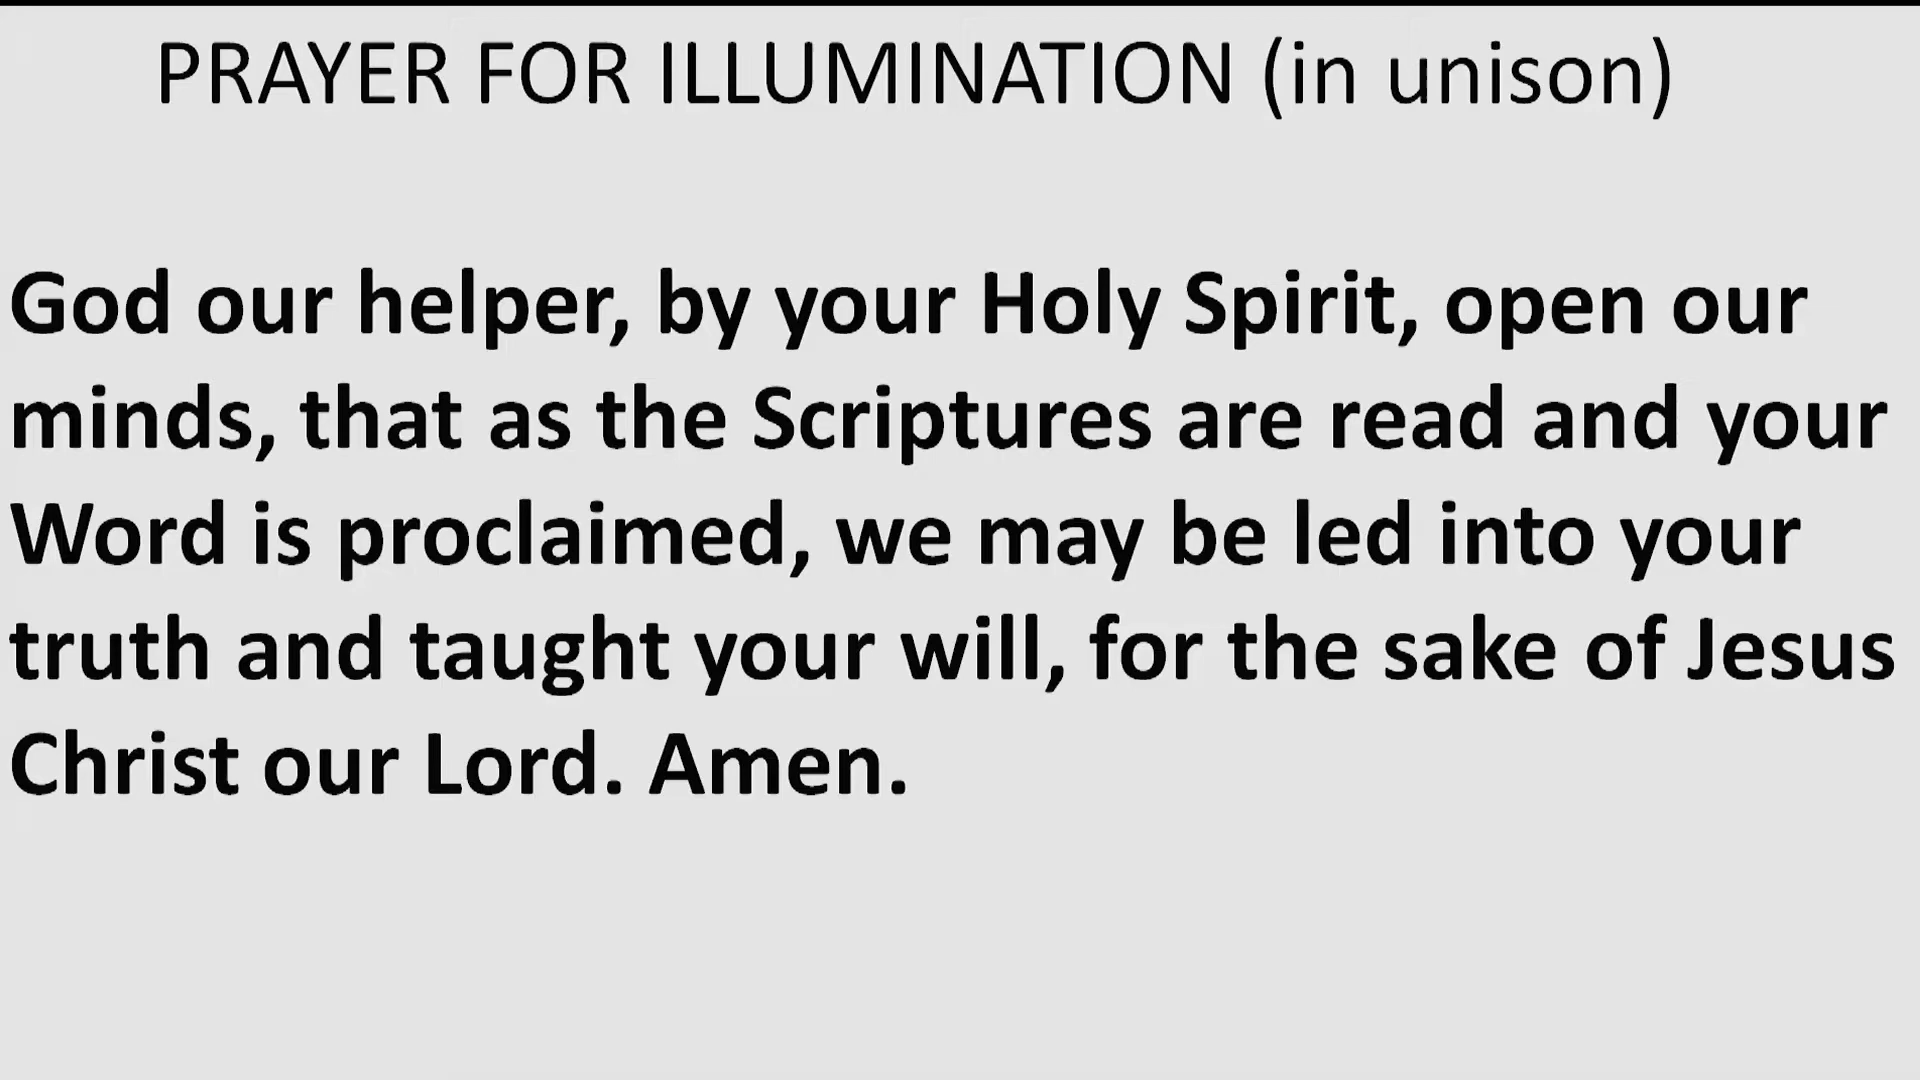 PRAYER FOR ILLUMINATION (in unison)
God our helper, by your Holy Spirit, open our
minds, that as the Scriptures are read and your
Word is proclaimed, we may be led into your
truth and taught your will, for the sake of Jesus
Christ our Lord. Amen.